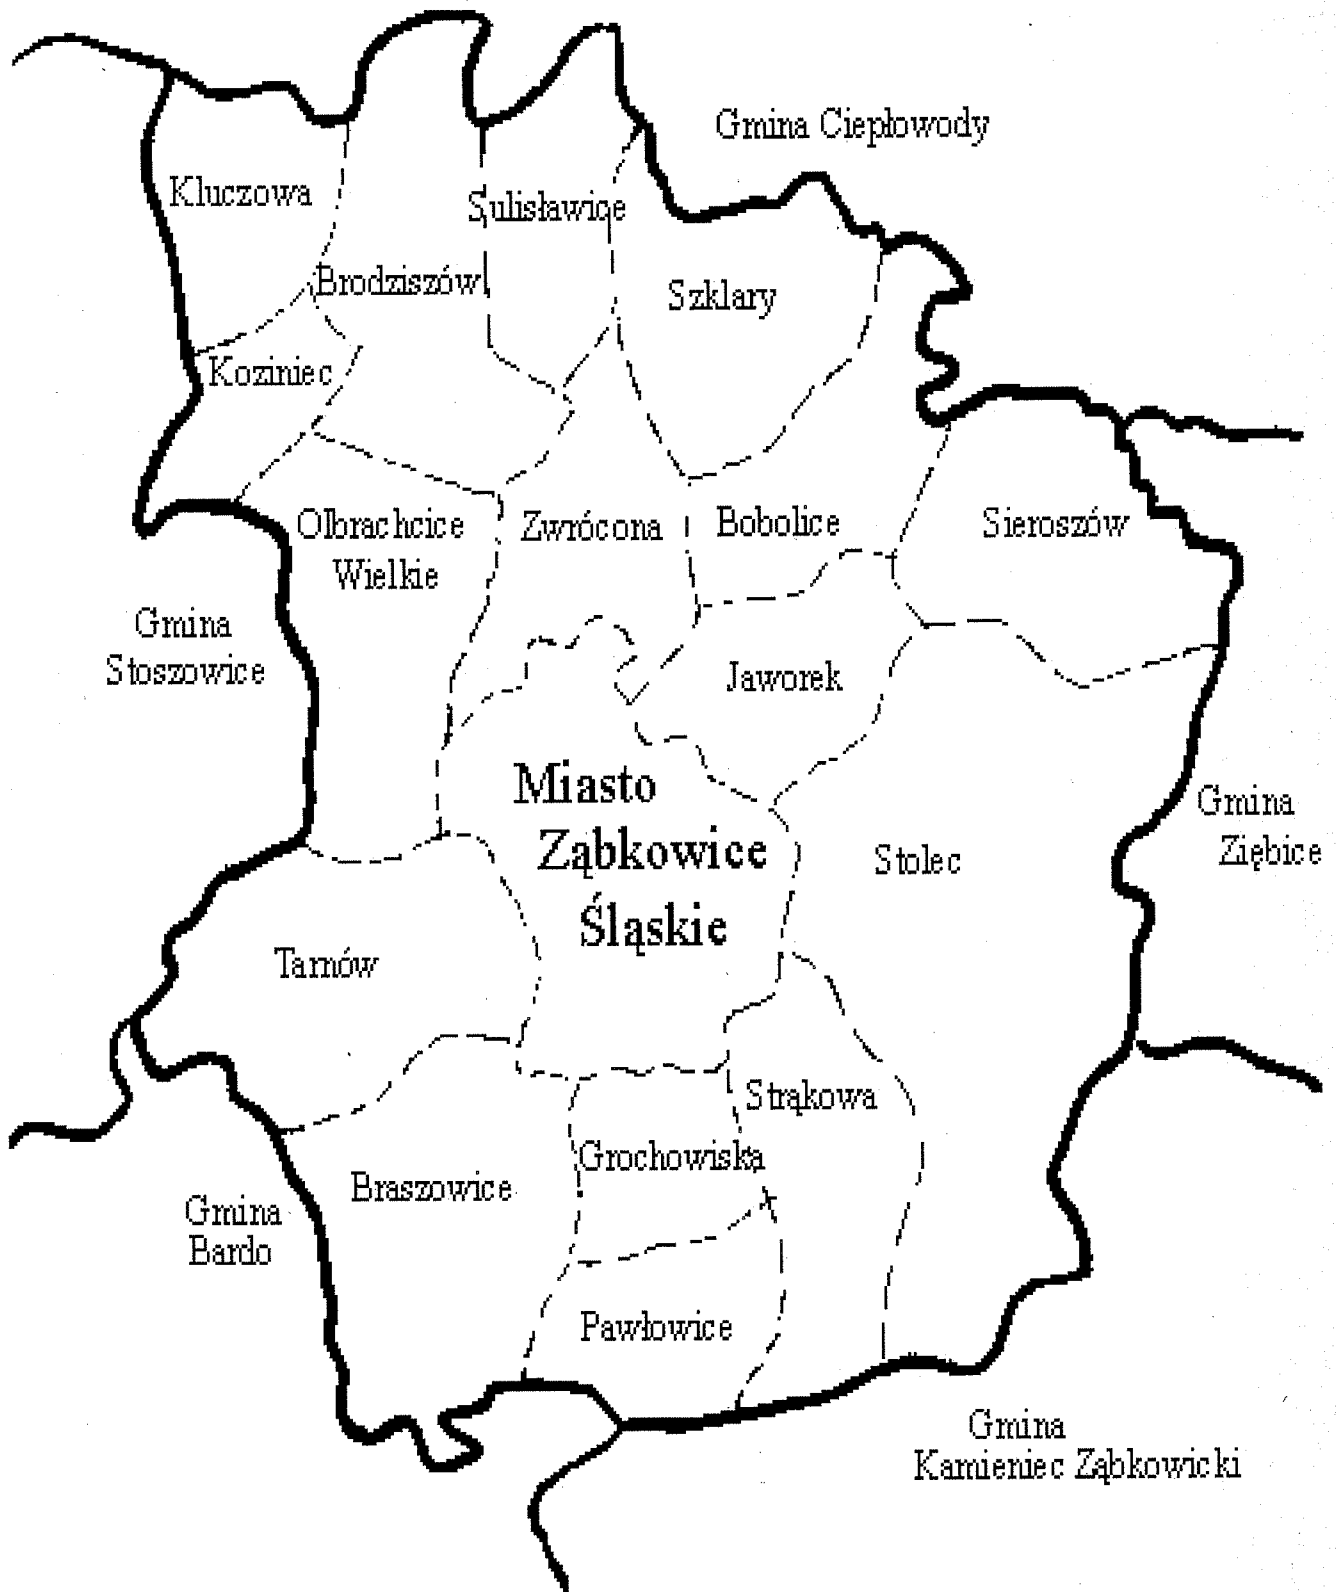 Gmina Ciepłowody
Kluczowa
Sulisławice
Brodziszów
Szklary
Koziniec
Olbrachcice
Wielkie
Zwrócona
Bobolice
Sieroszów
Gmina
Stoszowice
Jaworek
Miasto
Ząbkowice
Śląskie
Gmina
Ziębice
Stolec
Tarnów
Strąkowa
Grochowiska
Braszowice
Gmina
Bardo
Pawłowice
Gmina
Kamieniec Ząbkowicki